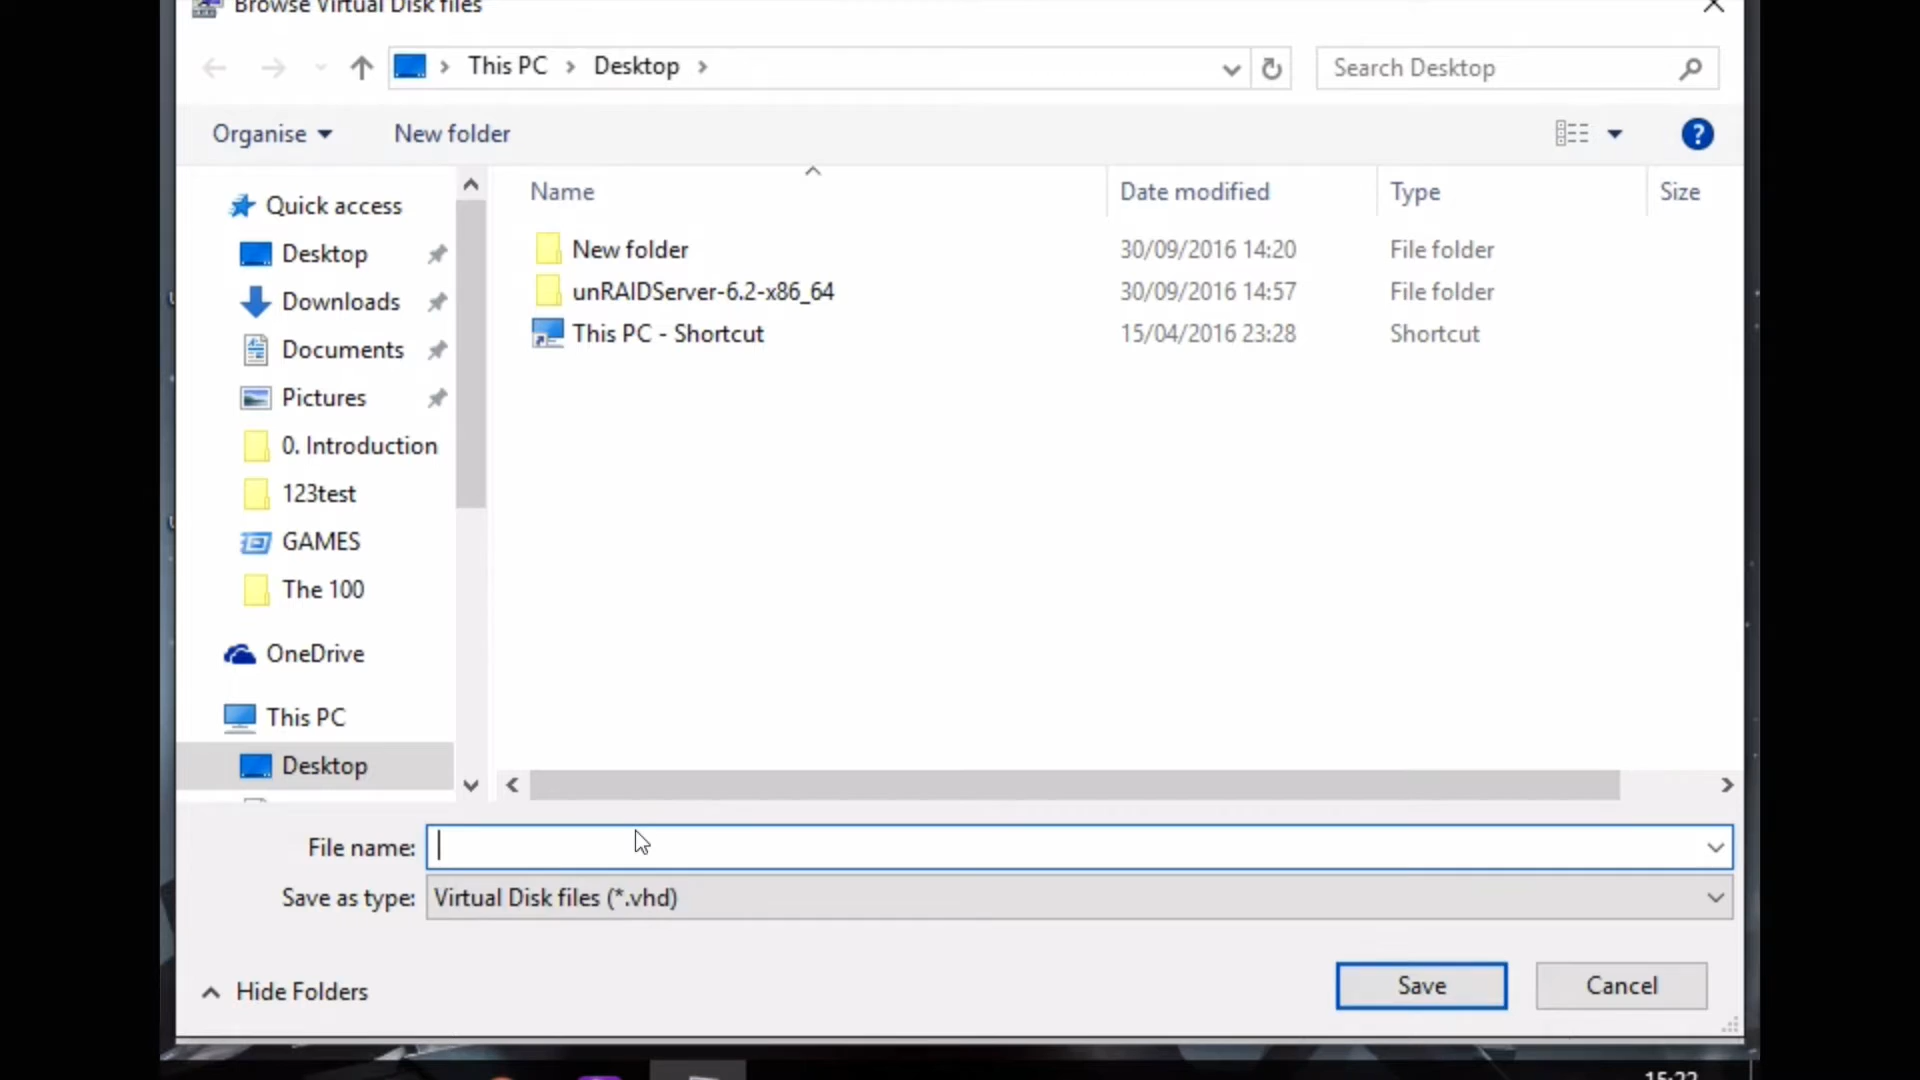 Browse Virtual Disk files
This PC Desktop
Search Desktop
Organise New folder
Name Date modified Type Size
Quick access
Desktop
Downloads
Documents
Pictures
0. Introduction
123test
GAMES
The 100
OneDrive
This PC
Desktop
New folder 30/09/2016 14:20 File folder
unRAIDServer-6.2-x86_64 30/09/2016 14:57 File folder
This PC - Shortcut 15/04/2016 23:28 Shortcut
File name:
Save as type: Virtual Disk files (*.vhd)
Hide Folders
Save Cancel